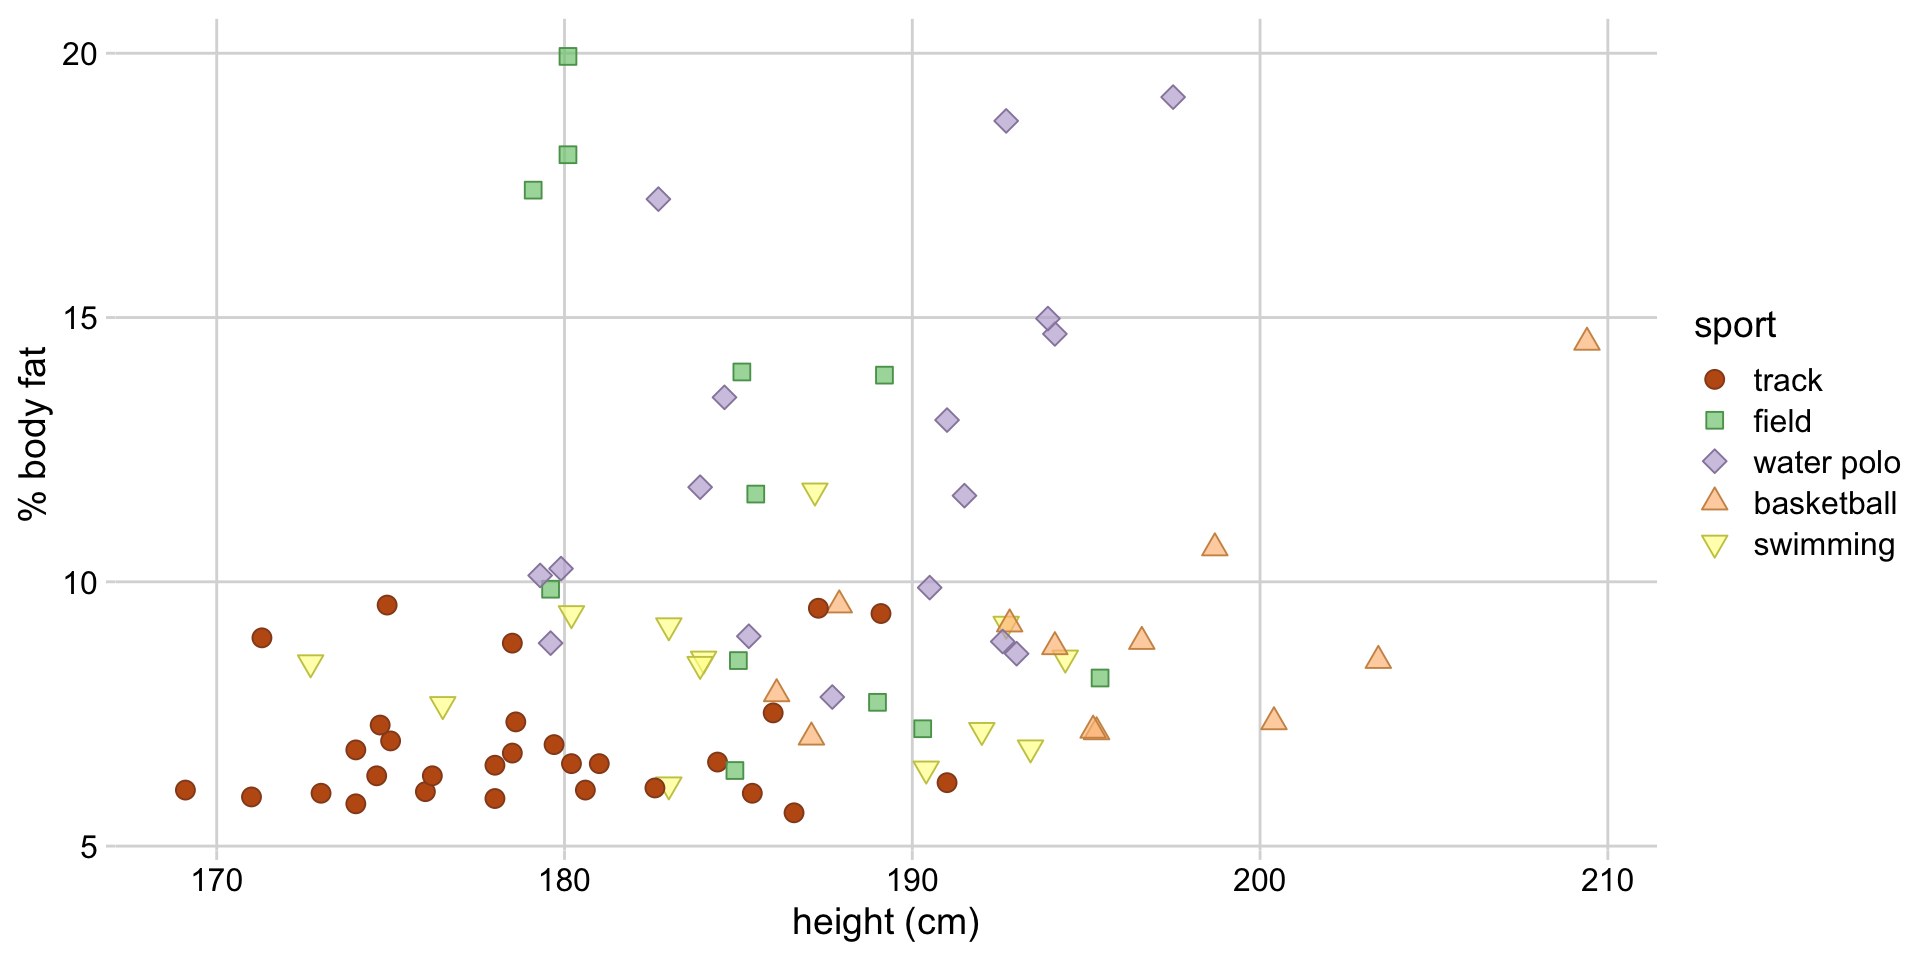 20
15
10
5
% body fat
170 180 190 200 210
height (cm)
sport
track
field
water polo
basketball
swimming